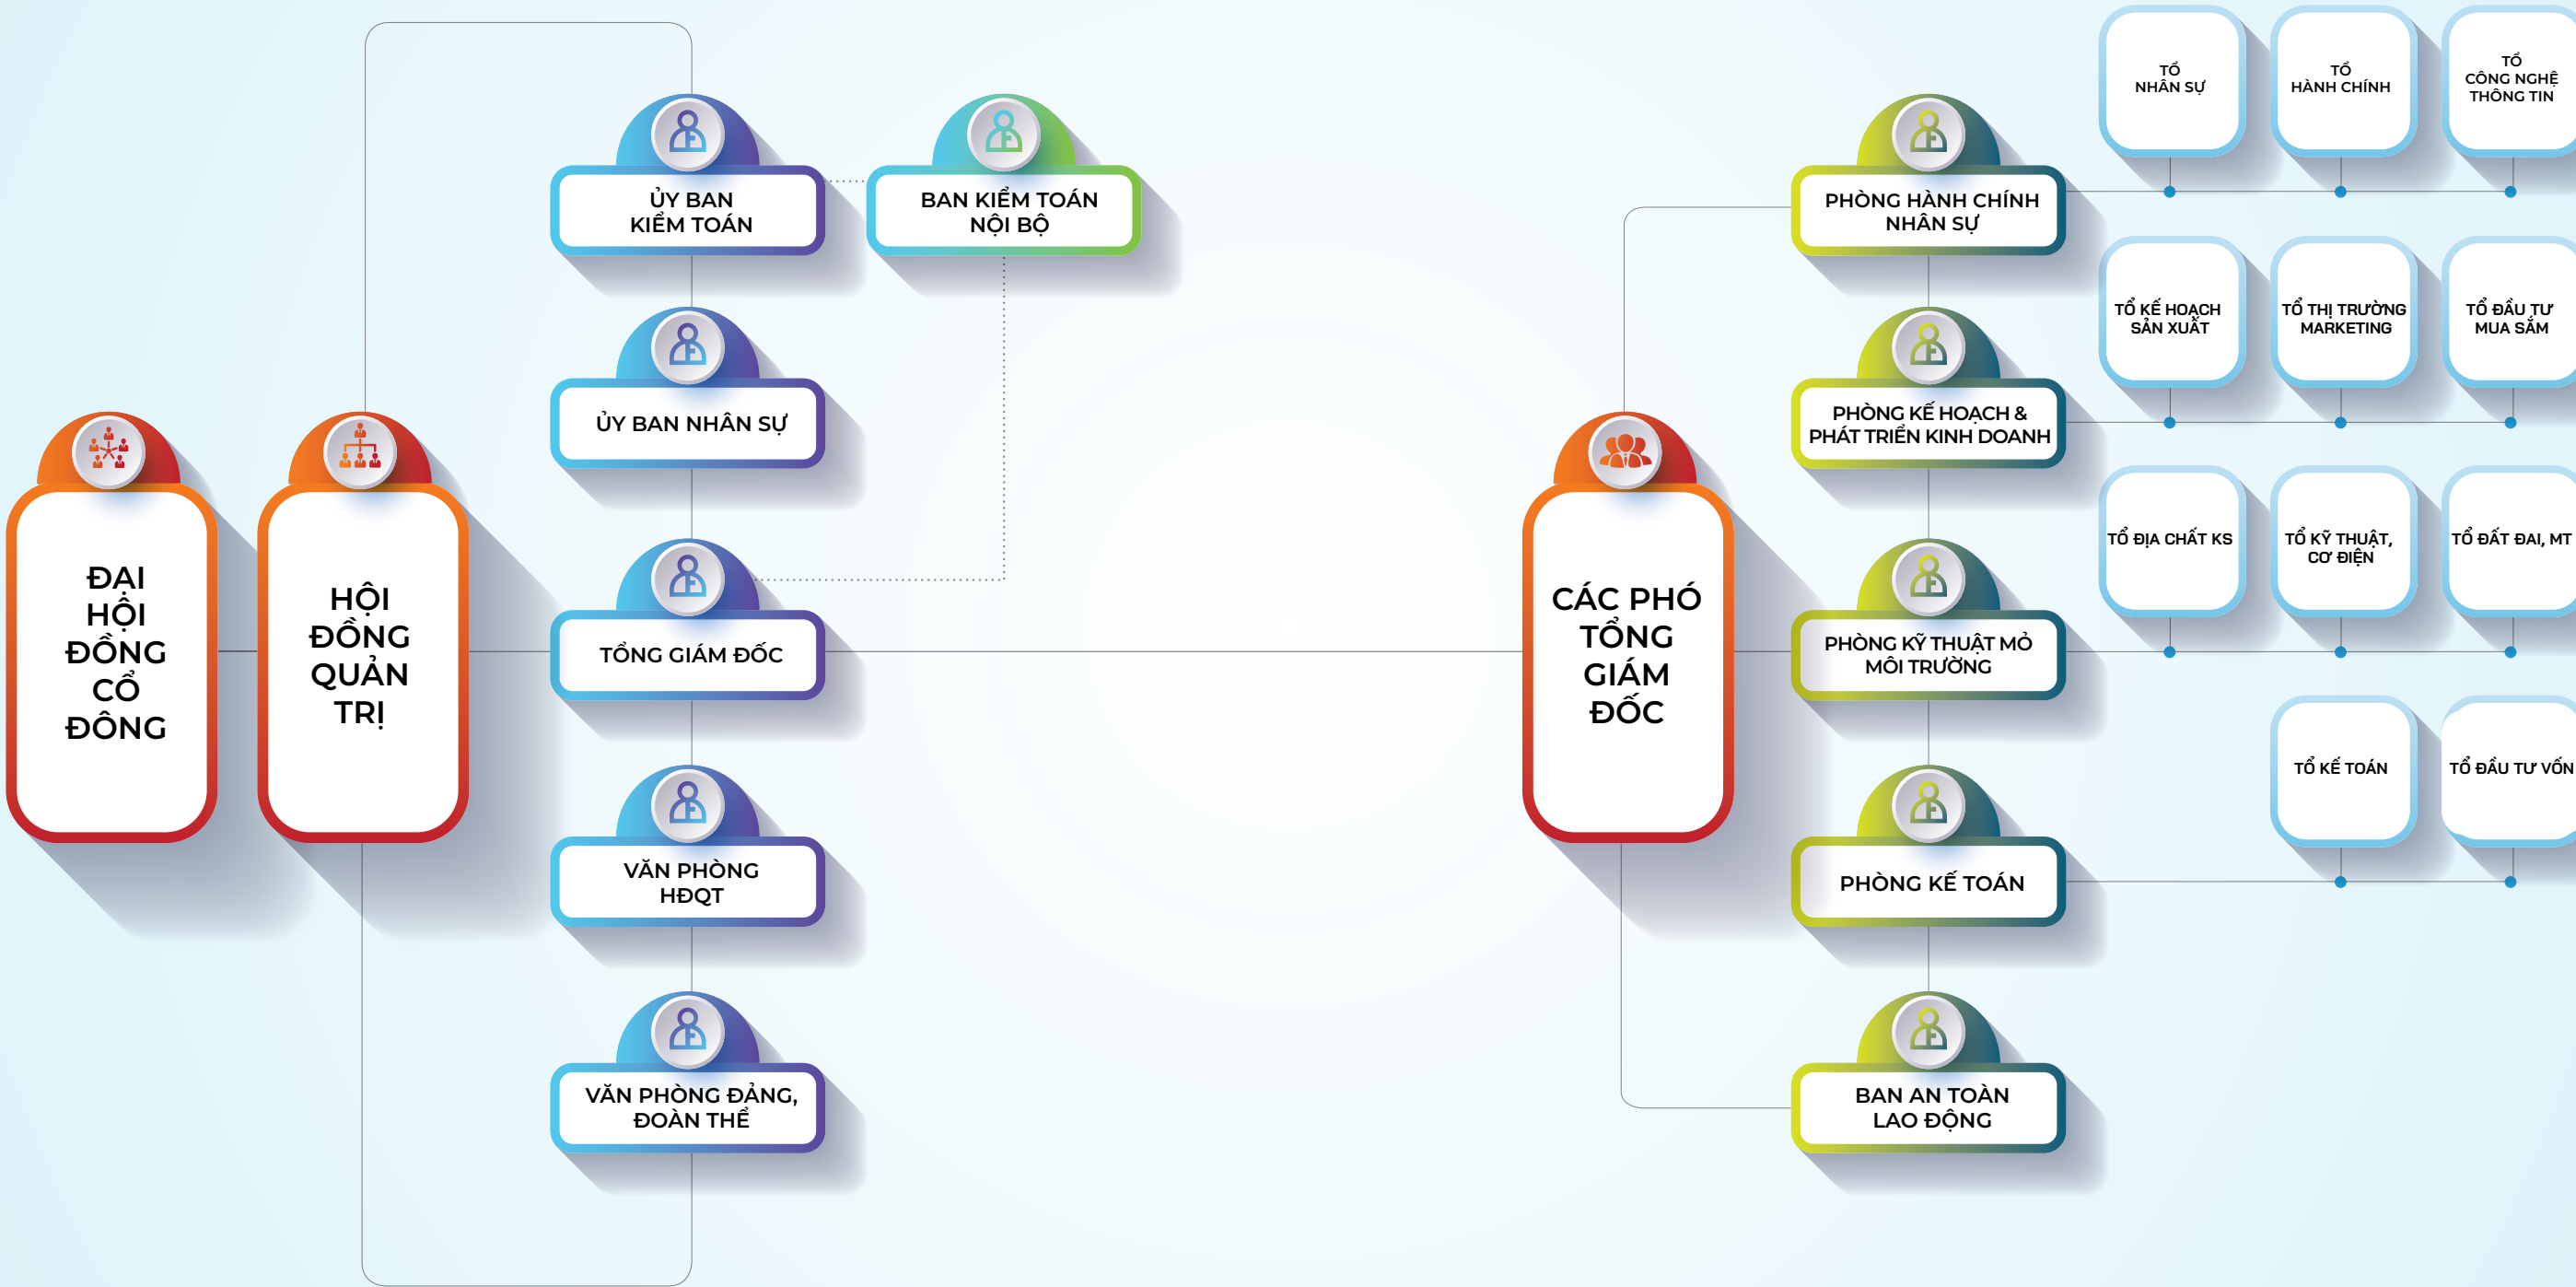 ĐẠI
HỘI
ĐỒNG
CỔ
ĐÔNG
HỘI
ĐỒNG
QUẢN
TRỊ
ỦY BAN
KIỂM TOÁN
BAN KIỂM TOÁN
NỘI BỘ
ỦY BAN NHÂN SỰ
TỔNG GIÁM ĐỐC
VĂN PHÒNG
HĐQT
VĂN PHÒNG ĐẢNG,
ĐOÀN THỂ
CÁC PHÓ
TỔNG
GIÁM
ĐỐC
PHÒNG HÀNH CHÍNH
NHÂN SỰ
TỔ
NHÂN SỰ
TỔ
HÀNH CHÍNH
TỔ
CÔNG NGHỆ
THÔNG TIN
PHÒNG KẾ HOẠCH &
PHÁT TRIỂN KINH DOANH
TỔ KẾ HOẠCH
SẢN XUẤT
TỔ THỊ TRƯỜNG
MARKETING
TỔ ĐẦU TƯ
MUA SẮM
PHÒNG KỸ THUẬT MỎ
MÔI TRƯỜNG
TỔ ĐỊA CHẤT KS
TỔ KỸ THUẬT,
CƠ ĐIỆN
TỔ ĐẤT ĐAI, MT
PHÒNG KẾ TOÁN
TỔ KẾ TOÁN
TỔ ĐẦU TƯ VỐN
BAN AN TOÀN
LAO ĐỘNG